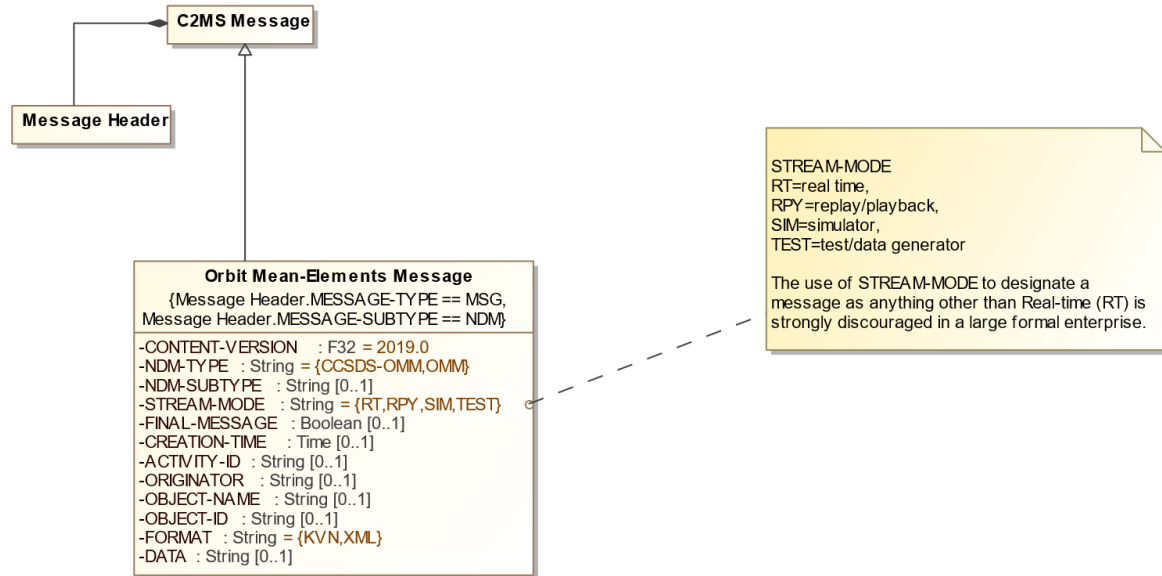 C2MS Message
Message Header
Orbit Mean-Elements Message
{Message Header.MESSAGE-TYPE == MSG,
Message Header.MESSAGE-SUBTYPE == NDM}
-CONTENT-VERSION : F32 = 2019.0
-NDM-TYPE : String = {CCSDS-OMM,OMM}
-NDM-SUBTYPE : String [0..1]
-STREAM-MODE : String = {RT,RPY,SIM,TEST}
-FINAL-MESSAGE : Boolean [0..1]
-CREATION-TIME : Time [0..1]
-ACTIVITY-ID : String [0..1]
-ORIGINATOR : String [0..1]
-OBJECT-NAME : String [0..1]
-OBJECT-ID : String [0..1]
-FORMAT : String = {KVN,XML}
-DATA : String [0..1]
STREAM-MODE
RT=real time,
RPY=replay/playback,
SIM=simulator,
TEST=test/data generator
The use of STREAM-MODE to designate a
message as anything other than Real-time (RT) is
strongly discouraged in a large formal enterprise.